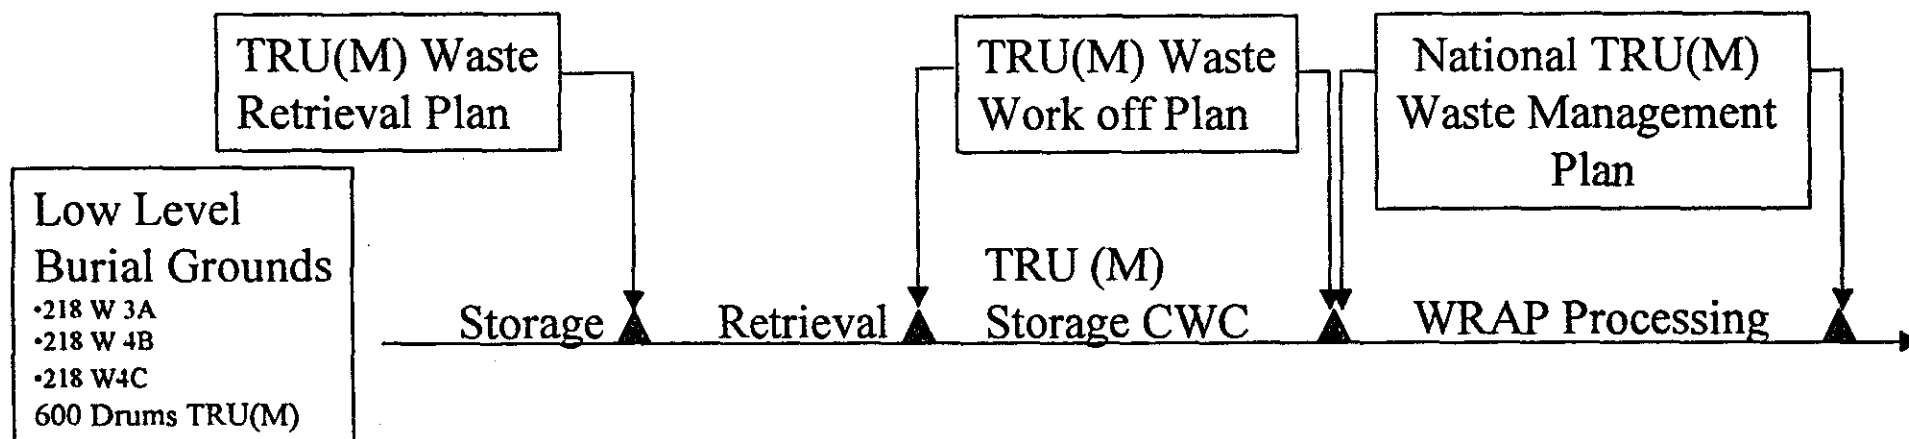 TRU(M) Waste
Retrieval Plan
TRU(M) Waste
Work off Plan
National TRU(M)
Waste Management
Plan
Low Level
Burial Grounds
•218 W 3A
•218 W 4B
•218 W4C
600 Drums TRU(M)
Storage
Retrieval
TRU (M)
Storage CWC
WRAP Processing